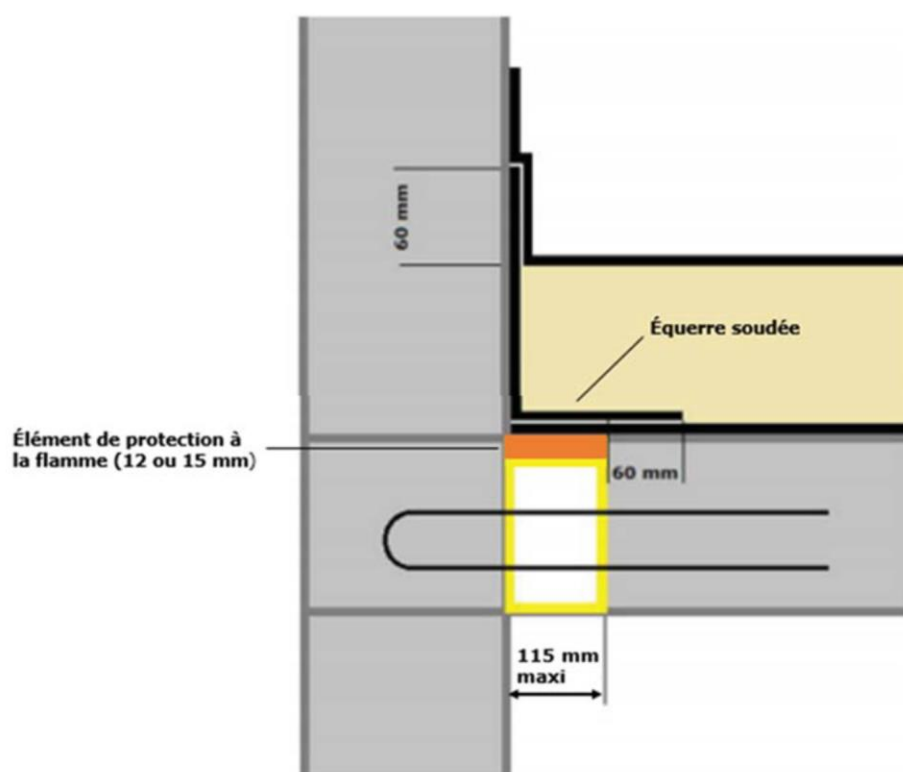 60 mm
Équerre soudée
Élément de protection à
la flamme (12 ou 15 mm)
60 mm
115 mm
maxi